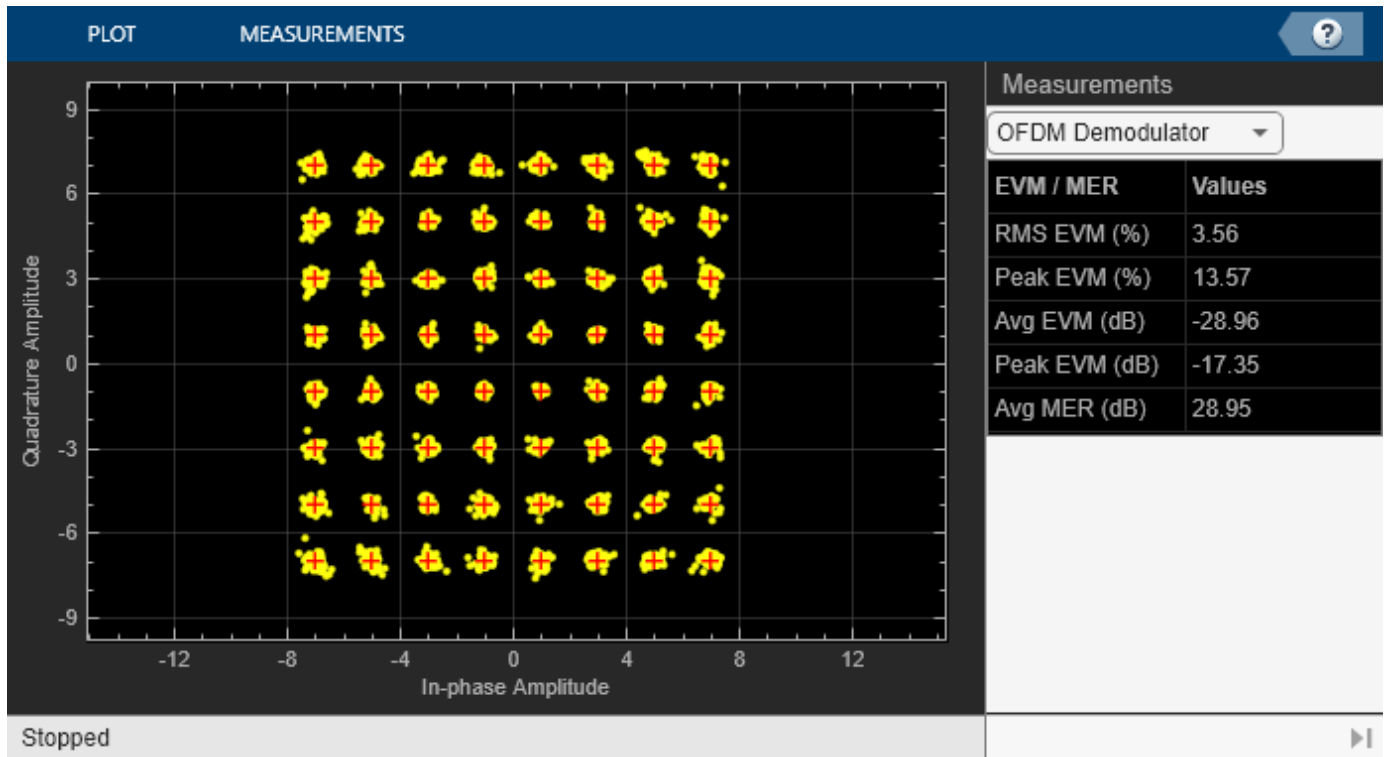 PLOT MEASUREMENTS ?
Measurements
OFDM Demodulator
EVM / MER Values
RMS EVM (%) 3.56
Peak EVM (%) 13.57
Avg EVM (dB) -28.96
Peak EVM (dB) -17.35
Avg MER (dB) 28.95
Quadrature Amplitude
9
6
3
0
-3
-6
-9
-12 -8 -4 0 4 8 12
In-phase Amplitude
Stopped